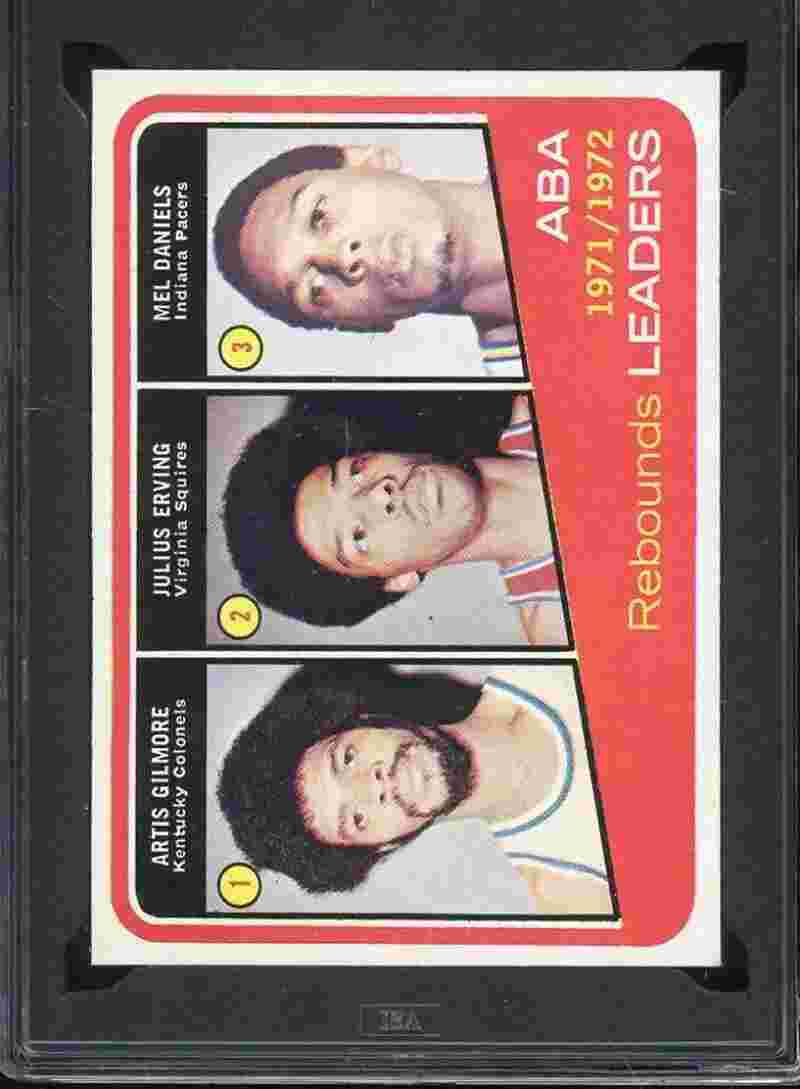 1
ARTIS GILMORE
Kentucky Colonels
2
JULIUS ERVING
Virginia Squires
3
MEL DANIELS
Indiana Pacers
ABA
1971/1972
Rebounds LEADERS